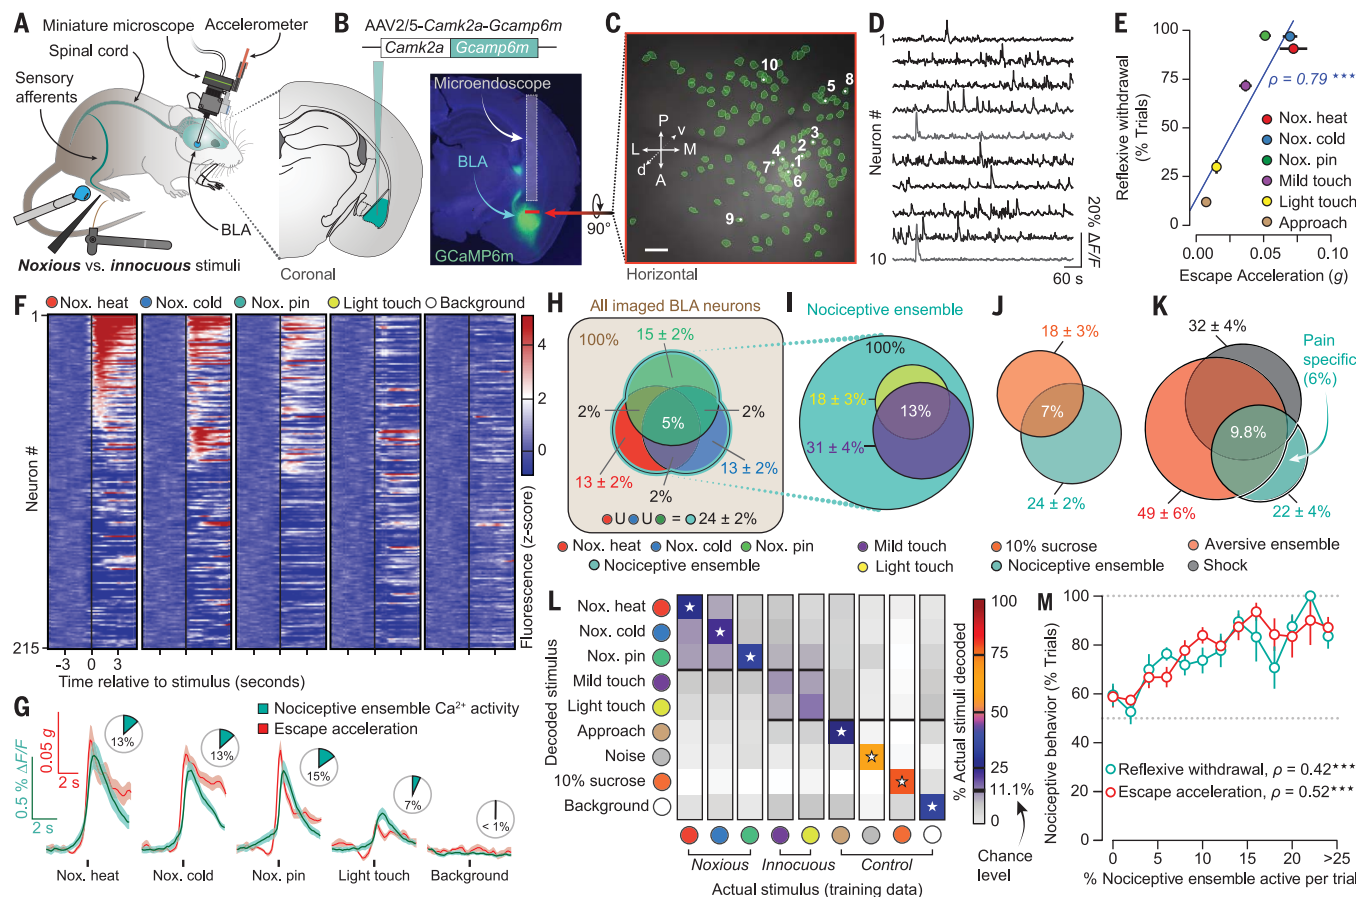 A
Miniature microscope
Accelerometer
Spinal cord
Sensory
afferents
BLA
Noxious vs. innocuous stimuli
B
AAV2/5-Camk2a-Gcamp6m
Camk2a
Gcamp6m
Microendoscope
BLA
GCaMP6m
Coronal
90°
C
10
8
5
3
2
4
1
7
6
9
P
v
L
M
d
A
Horizontal
D
1
Neuron #
10
20% ΔF/F
60 s
E
Reflexive withdrawal
(% Trials)
100
75
50
25
0
ρ = 0.79 ***
Nox. heat
Nox. cold
Nox. pin
Mild touch
Light touch
Approach
0.00
0.05
0.10
Escape Acceleration (g)
F
Nox. heat
Nox. cold
Nox. pin
Light touch
Background
1
Neuron #
215
−3
0
3
Time relative to stimulus (seconds)
4
2
0
Fluorescence (z-score)
G
Nociceptive ensemble Ca2+ activity
Escape acceleration
0.05 g
2 s
0.5 % ΔF/F
2 s
13%
13%
15%
7%
< 1%
Nox. heat
Nox. cold
Nox. pin
Light touch
Background
H
All imaged BLA neurons
100%
15 ± 2%
2%
5%
2%
13 ± 2%
13 ± 2%
2%
U U = 24 ± 2%
Nox. heat
Nox. cold
Nox. pin
Nociceptive ensemble
I
Nociceptive ensemble
100%
18 ± 3%
13%
31 ± 4%
Mild touch
Light touch
J
18 ± 3%
7%
24 ± 2%
10% sucrose
Nociceptive ensemble
K
32 ± 4%
Pain
specific
(6%)
9.8%
49 ± 6%
22 ± 4%
Aversive ensemble
Shock
L
Decoded stimulus
Nox. heat
Nox. cold
Nox. pin
Mild touch
Light touch
Approach
Noise
10% sucrose
Background
Noxious
Innocuous
Control
Actual stimulus (training data)
100
75
50
25
11.1%
0
% Actual stimuli decoded
Chance
level
M
Nociceptive behavior (% Trials)
100
80
60
40
20
0
Reflexive withdrawal, ρ = 0.42***
Escape acceleration, ρ = 0.52***
0
5
10
15
20
>25
% Nociceptive ensemble active per trial